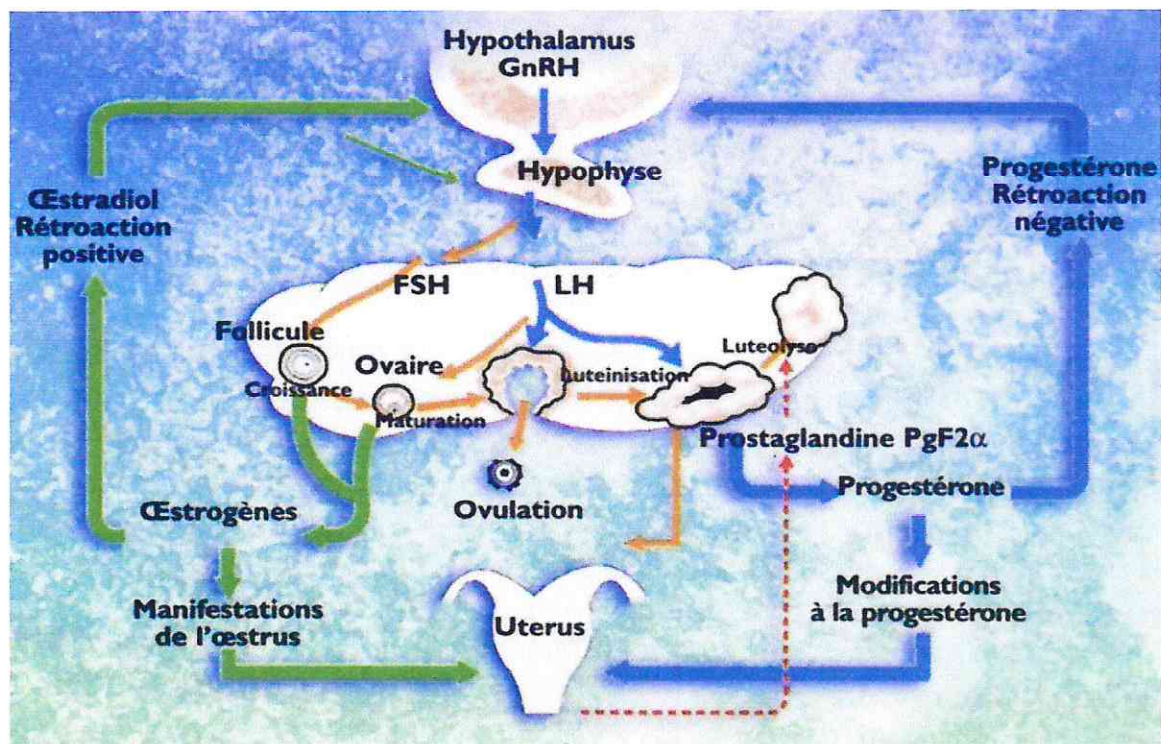 Hypothalamus
GnRH
Hypophyse
Œstradiol
Rétroaction
positive
Progestérone
Rétroaction
négative
FSH
LH
Follicule
Ovaire
Croissance
Maturation
Luteinisation
Luteolyse
Prostaglandine PgF2α
Œstrogènes
Ovulation
Progestérone
Manifestations
de l'œstrus
Uterus
Modifications
à la progestérone